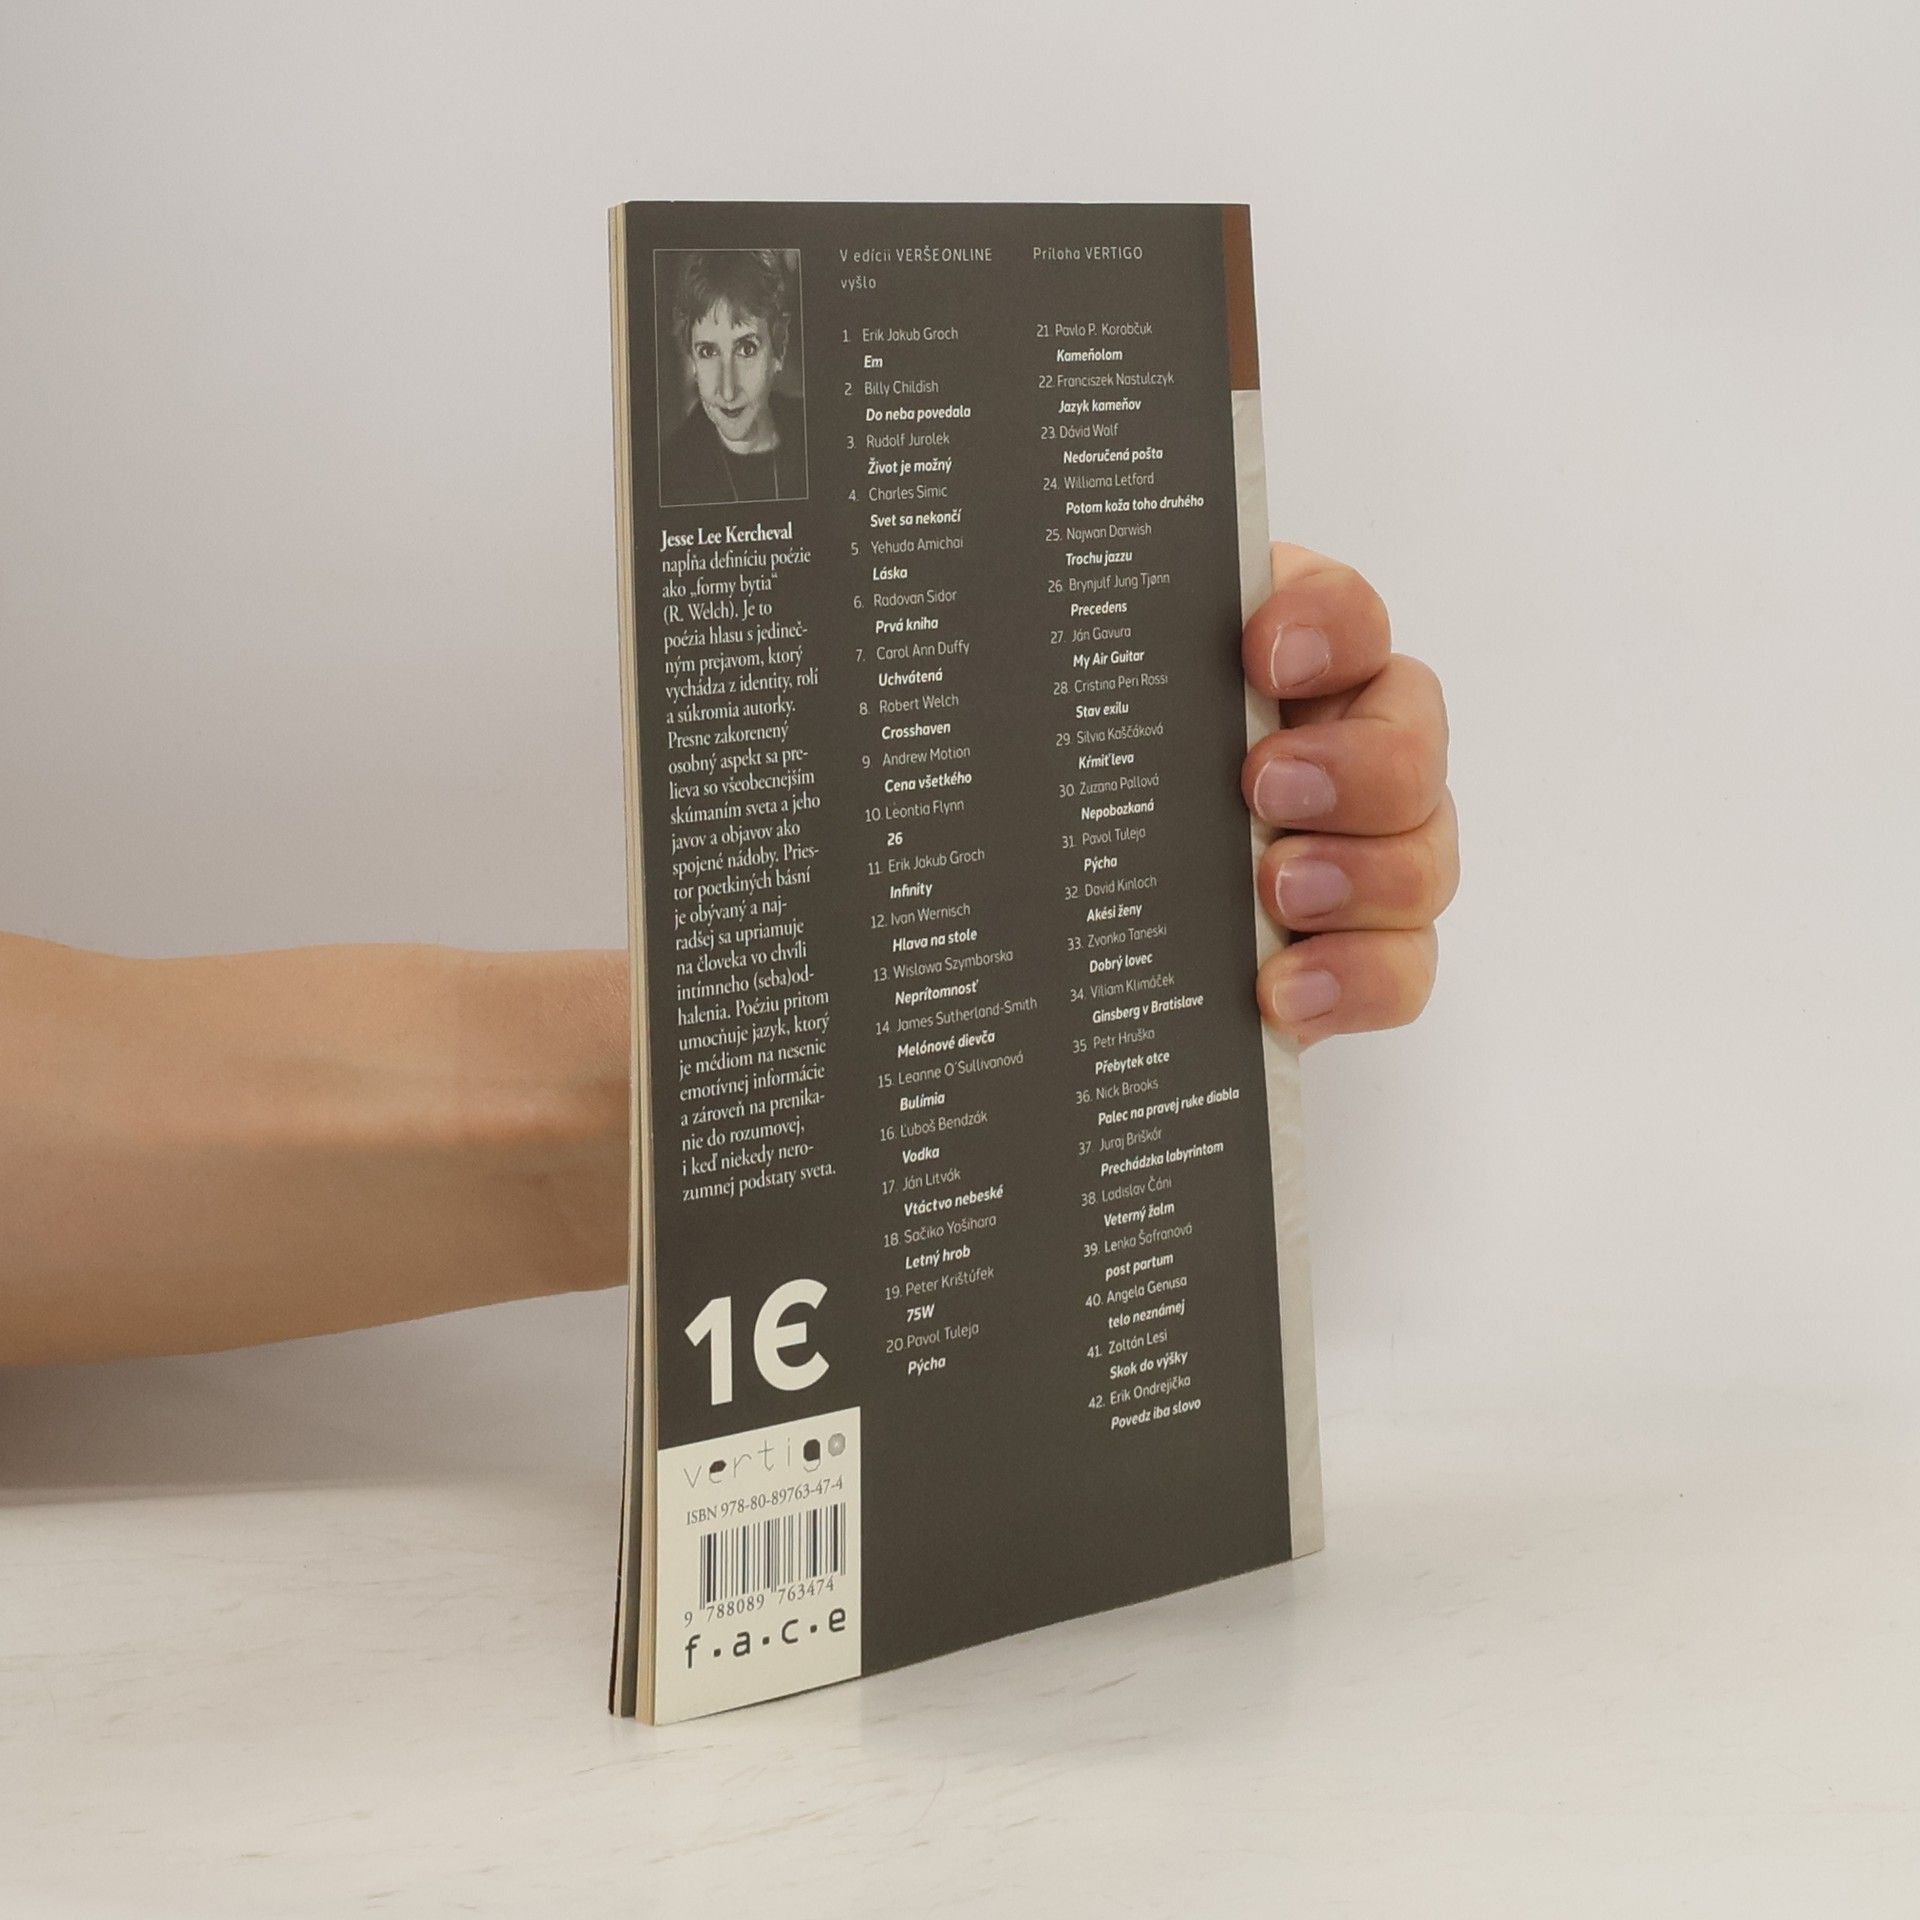 Jesse Lee Kercheval
napĺňa definíciu poézie
ako „formy bytia“
(R. Welch). Je to
poézia hlasu s jedineč-
ným prejavom, ktorý
vychádza z identity, rolí
a súkromia autorky.
Presne zakorenený
osobný aspekt sa pre-
lieva so všeobecnejším
skúmaním sveta a jeho
javov a objavov ako
spojené nádoby. Pries-
tor poetkiných básní
je obývaný a naj-
radšej sa upriamuje
na človeka vo chvíli
intímneho (seba)od-
halenia. Poéziu pritom
umocňuje jazyk, ktorý
je médiom na nesenie
emotívnej informácie
a zároveň na prenika-
nie do rozumovej,
i keď niekedy nero-
zumnej podstaty sveta.
1€
vertigo
ISBN 978-80-89763-47-4
9 788089 763474
f.a.c.e
V edícii VERŠEONLINE
vyšlo
1. Erik Jakub Groch
Em
2 Billy Childish
Do neba povedala
3. Rudolf Jurolek
Život je možný
4. Charles Simic
Svet sa nekončí
5. Yehuda Amichai
Láska
6. Radovan Sidor
Prvá kniha
7. Carol Ann Duffy
Uchvátená
8. Robert Welch
Crosshaven
9 Andrew Motion
Cena všetkého
10. Leontia Flynn
26
11. Erik Jakub Groch
Infinity
12. Ivan Wernisch
Hlava na stole
13. Wislowa Szymborska
Neprítomnosť
14. James Sutherland-Smith
Melónové dievča
15. Leanne O´Sullivanová
Bulímia
16. Ľuboš Bendzák
Vodka
17. Ján Litvák
Vtáctvo nebeské
18. Sačiko Yošihara
Letný hrob
19. Peter Krištúfek
75W
20. Pavol Tuleja
Pýcha
Príloha VERTIGO
21. Pavlo P. Korobčuk
Kameňolom
22. Franciszek Nastulczyk
Jazyk kameňov
23. Dávid Wolf
Nedoručená pošta
24. Williama Letford
Potom koža toho druhého
25. Najwan Darwish
Trochu jazzu
26. Brynjulf Jung Tjønn
Precedens
27. Ján Gavura
My Air Guitar
28. Cristina Peri Rossi
Stav exilu
29. Silvia Kaščáková
Kŕmiť leva
30. Zuzana Pallová
Nepobozkaná
31. Pavol Tuleja
Pýcha
32. David Kinloch
Akési ženy
33. Zvonko Taneski
Dobrý lovec
34. Viliam Klimáček
Ginsberg v Bratislave
35. Petr Hruška
Přebytek otce
36. Nick Brooks
Palec na pravej ruke diabla
37. Juraj Briškár
Prechádzka labyrintom
38. Ladislav Čáni
Veterný žalm
39. Lenka Šafranová
post partum
40. Angela Genusa
telo neznámej
41. Zoltán Lesi
Skok do výšky
42. Erik Ondrejička
Povedz iba slovo